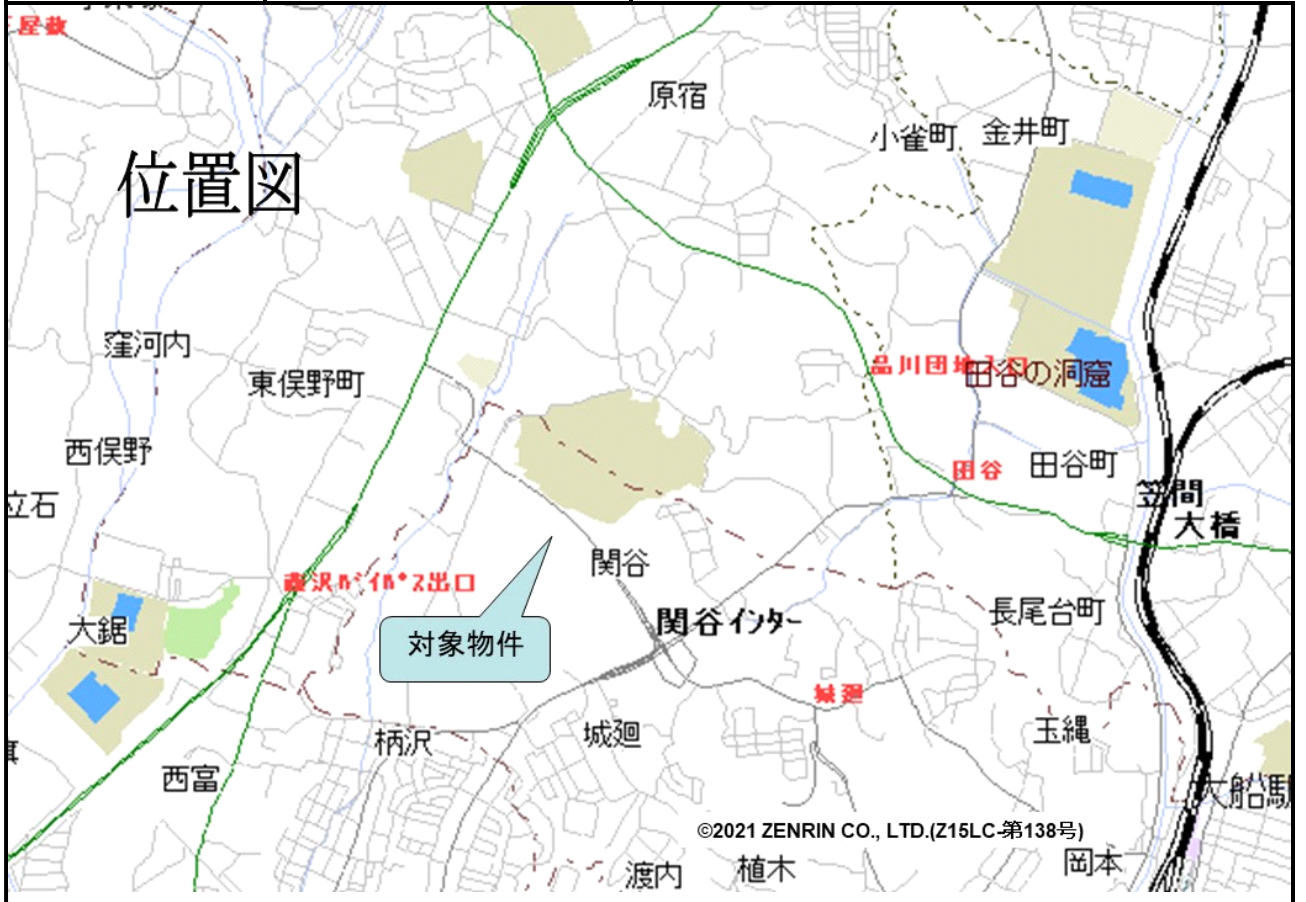 屋敷
原宿
小雀町
金井町
位置図
窪河内
東俣野町
品川団地入口
田谷の洞窟
西俣野
田谷
田谷町
立石
笠間
大橋
関谷
藤沢バイパス出口
対象物件
関谷インター
長尾台町
大鋸
城廻
城廻
玉縄
柄沢
西富
大船駅
©2021 ZENRIN CO., LTD.(Z15LC-第138号)
渡内
植木
岡本